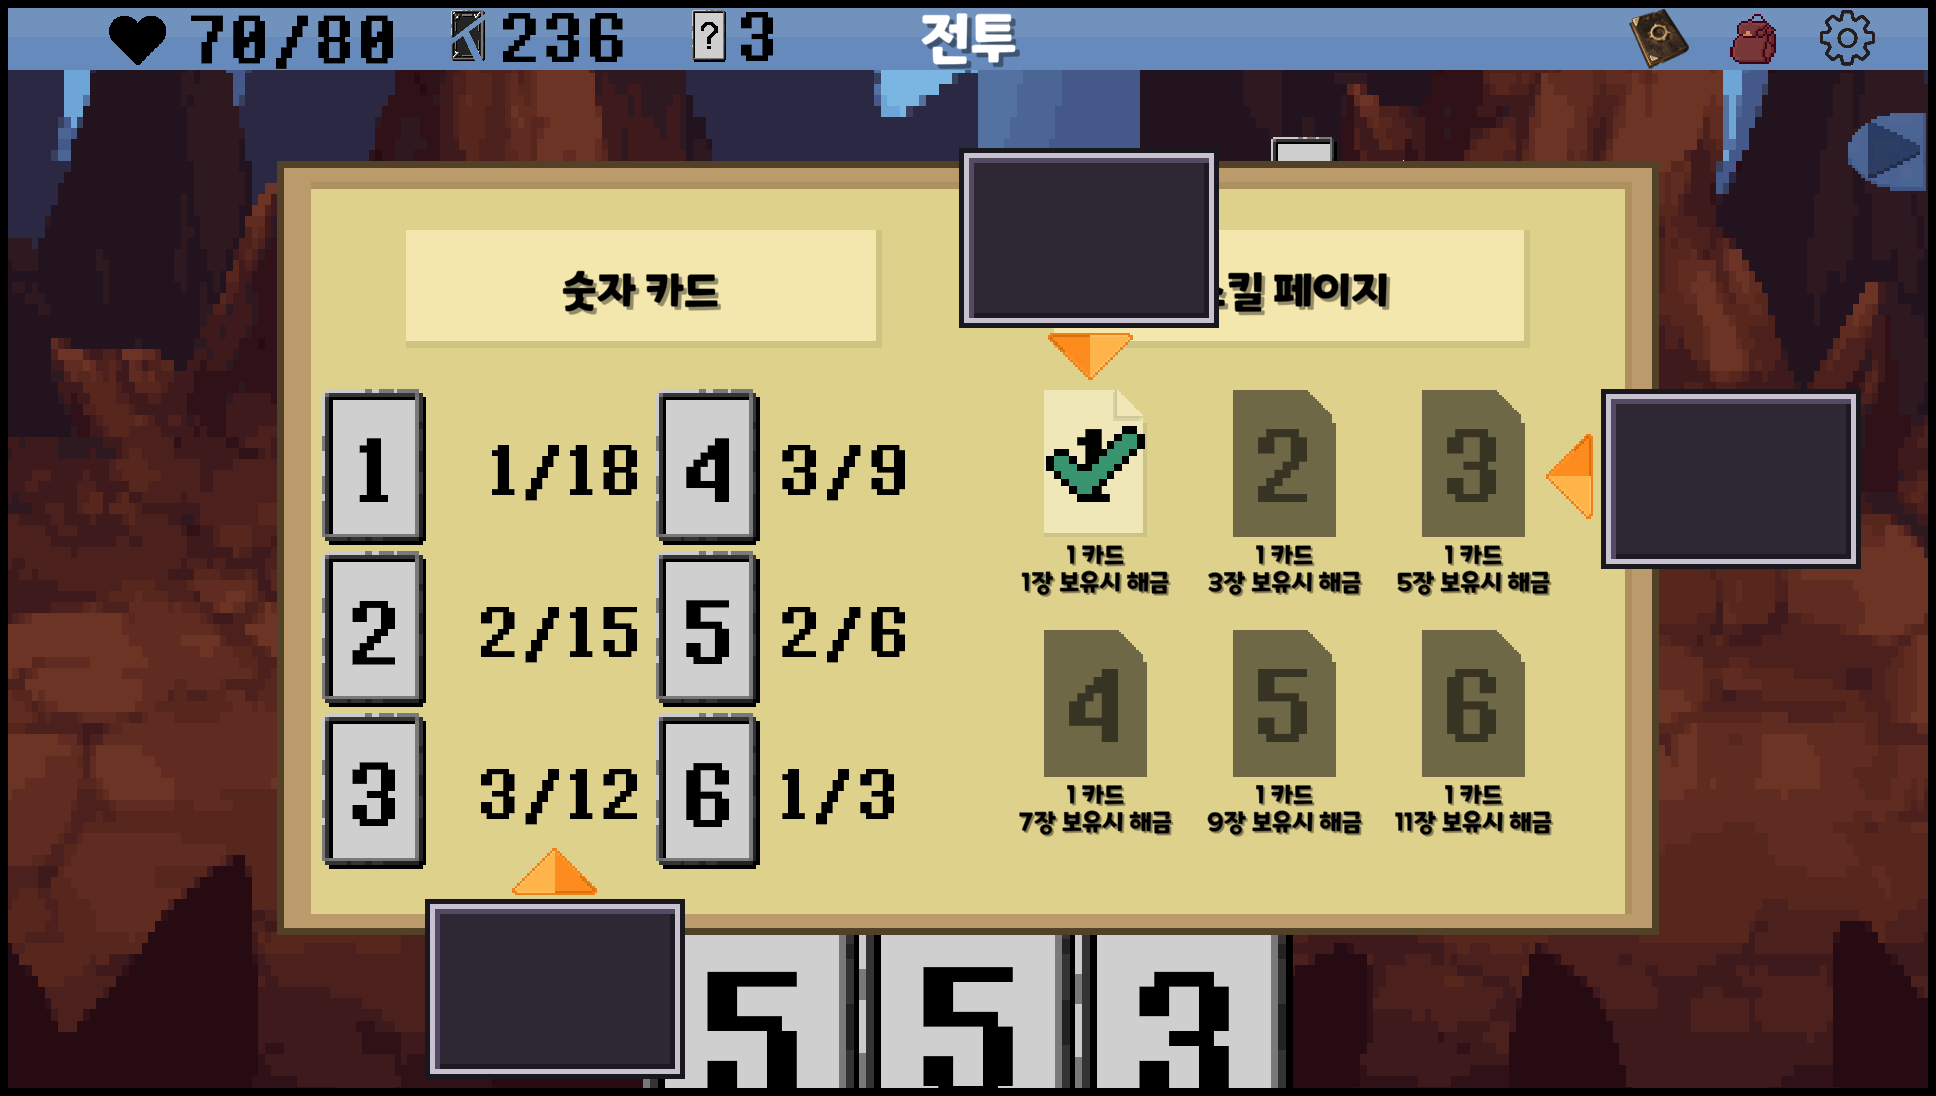 70/80 236 ? 3 전투
숫자 카드
킬 페이지
1 1/18 4 3/9
2 2/15 5 2/6
3 3/12 6 1/3
1 2 3
1 카드 1 카드 1 카드
1장 보유시 해금 3장 보유시 해금 5장 보유시 해금
4 5 6
1 카드 1 카드 1 카드
7장 보유시 해금 9장 보유시 해금 11장 보유시 해금
5 5 3